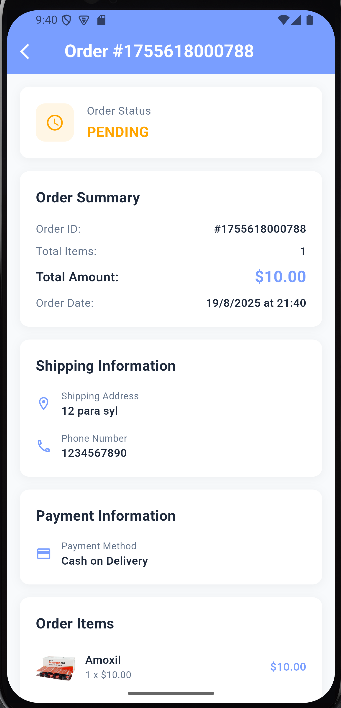 9:40
Order #1755618000788
Order Status
PENDING
Order Summary
Order ID: #1755618000788
Total Items: 1
Total Amount: $10.00
Order Date: 19/8/2025 at 21:40
Shipping Information
Shipping Address
12 para syl
Phone Number
1234567890
Payment Information
Payment Method
Cash on Delivery
Order Items
Amoxil
1 x $10.00
$10.00